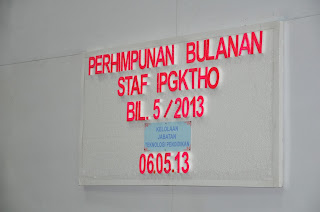 PERHIMPUNAN BULANAN
STAF IPGKTHO
BIL. 5/2013
KELOLAAN
JABATAN
TEKNOLOGI PENDIDIKAN
06.05.13